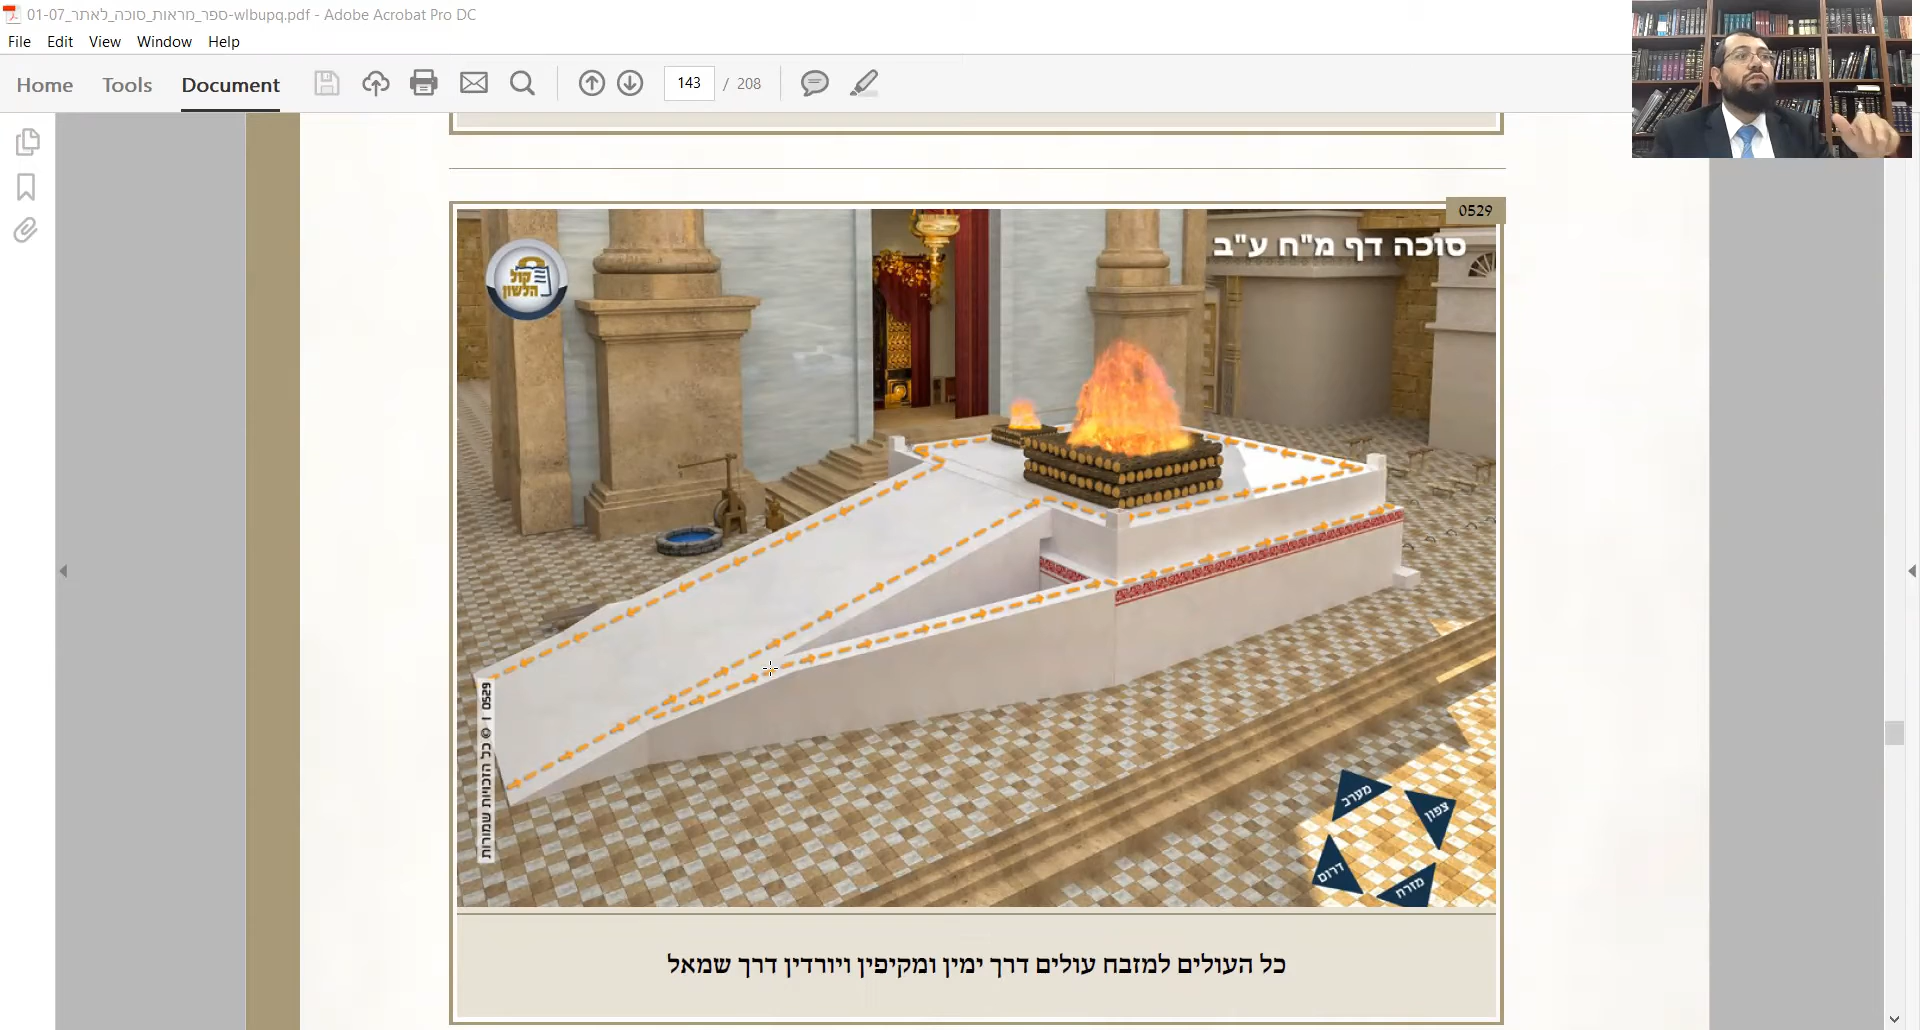 01-07_ספר_מראות_סוכה_לאתר-wlbupq.pdf - Adobe Acrobat Pro DC
File Edit View Window Help
Home Tools Document 143 / 208
0529
סוכה דף מ"ח ע"ב
קול
הלשון
0529 | © כל הזכויות שמורות
מערב
צפון
דרום
מזרח
כל העולים למזבח עולים דרך ימין ומקיפין ויורדין דרך שמאל